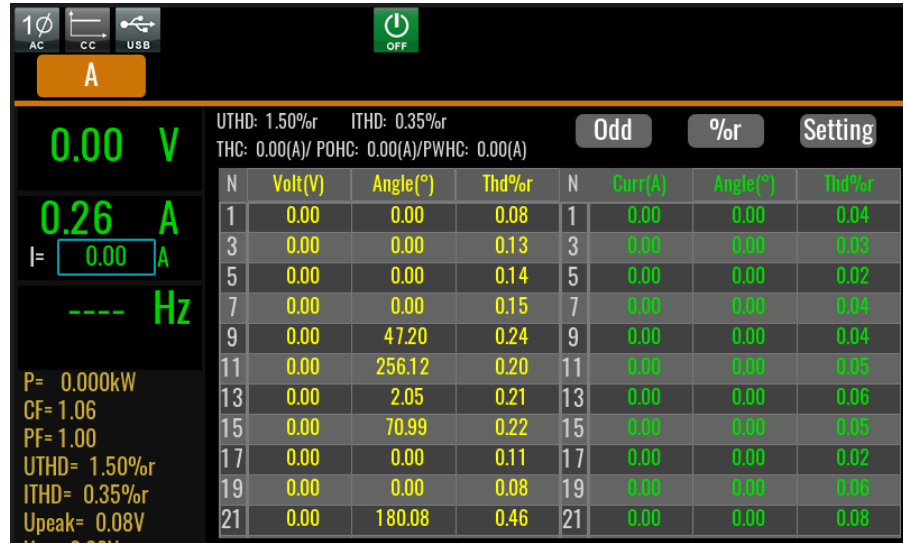 1Ø
AC CC USB OFF
A
0.00 V
0.26 A
I= 0.00 A
---- Hz
P= 0.000kW
CF= 1.06
PF= 1.00
UTHD= 1.50%r
ITHD= 0.35%r
Upeak= 0.08V
UTHD: 1.50%r ITHD: 0.35%r
THC: 0.00(A)/ POHC: 0.00(A)/PWHC: 0.00(A)
Odd %r Setting
N Volt(V) Angle(°) Thd%r N Curr(A) Angle(°) Thd%r
1 0.00 0.00 0.08 1 0.00 0.00 0.04
3 0.00 0.00 0.13 3 0.00 0.00 0.03
5 0.00 0.00 0.14 5 0.00 0.00 0.02
7 0.00 0.00 0.15 7 0.00 0.00 0.04
9 0.00 47.20 0.24 9 0.00 0.00 0.04
11 0.00 256.12 0.20 11 0.00 0.00 0.05
13 0.00 2.05 0.21 13 0.00 0.00 0.06
15 0.00 70.99 0.22 15 0.00 0.00 0.05
17 0.00 0.00 0.11 17 0.00 0.00 0.02
19 0.00 0.00 0.08 19 0.00 0.00 0.06
21 0.00 180.08 0.46 21 0.00 0.00 0.08